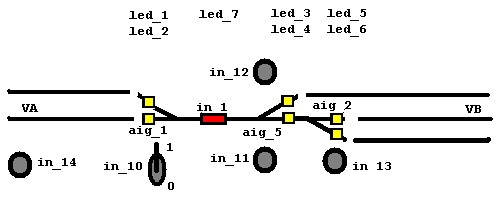 led_1 led_7 led_3 led_5
led_2 led_4 led_6
in_12
VA in_1 aig_2 VB
aig_1 aig_5
1
in_14 in_10 in_11 in 13
0